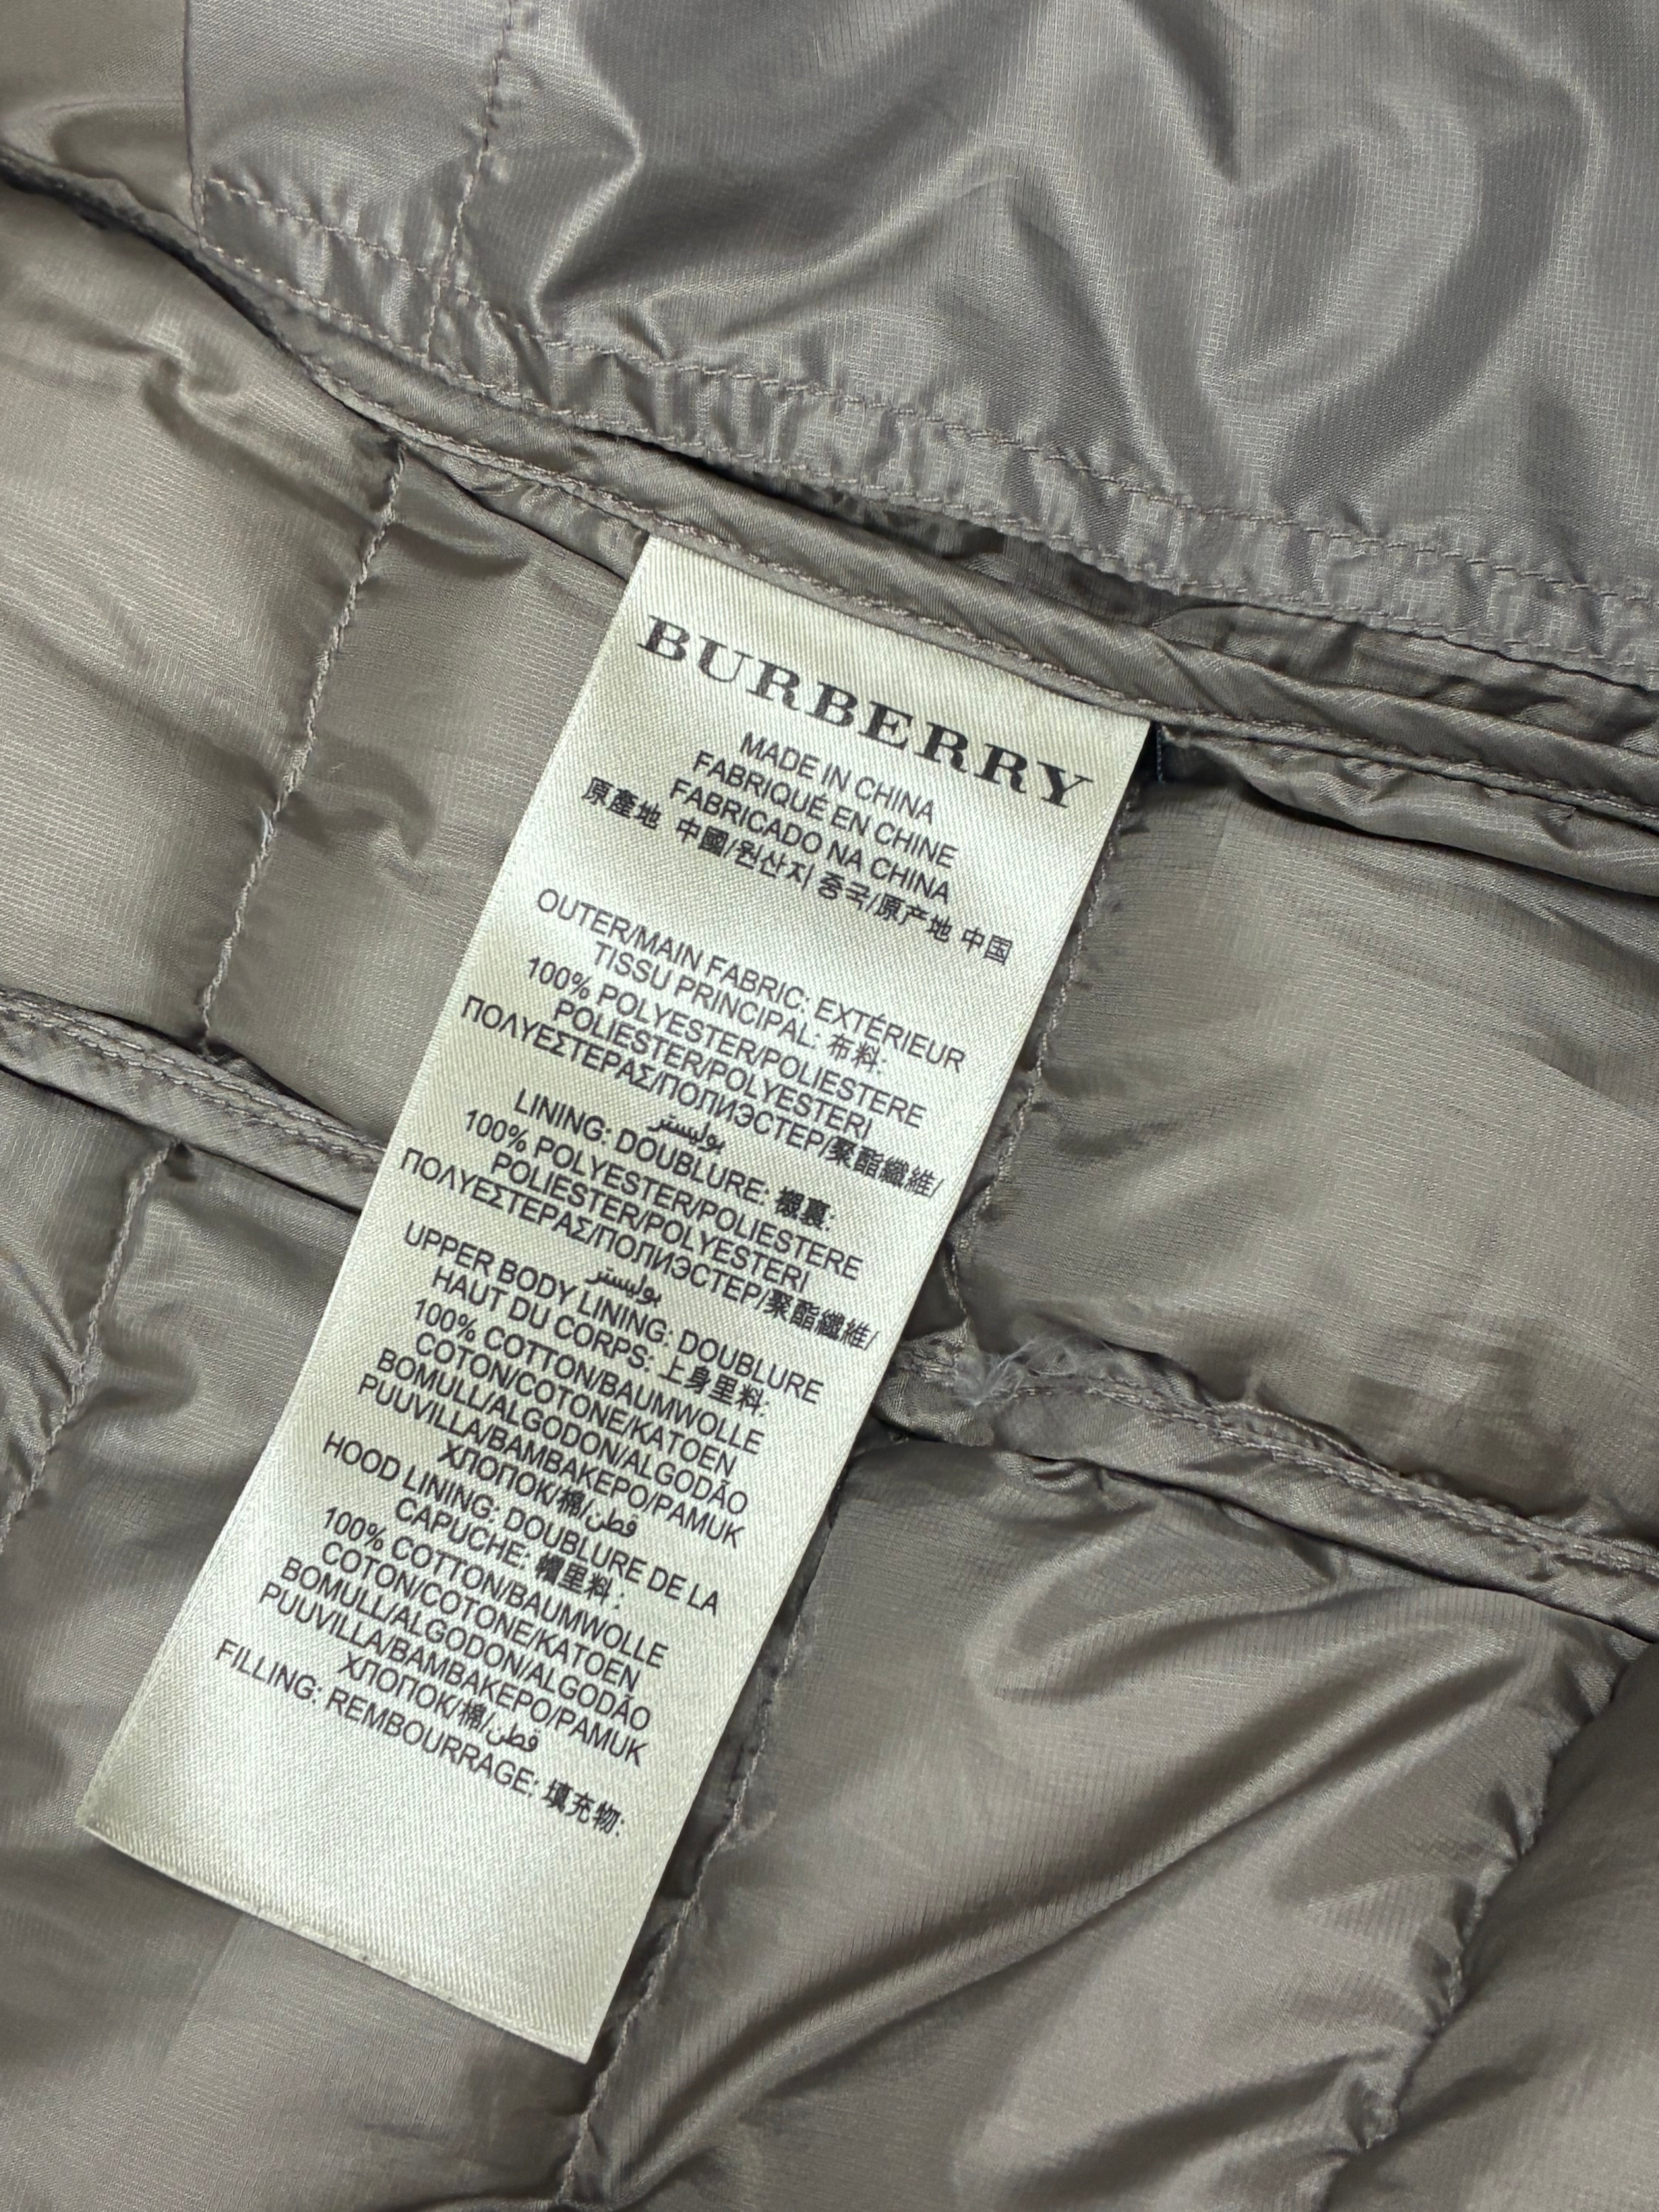 BURBERRY
MADE IN CHINA
FABRIQUÉ EN CHINE
FABRICADO NA CHINA
原產地 中國/원산지 중국/原产地 中国
OUTER/MAIN FABRIC: EXTÉRIEUR
TISSU PRINCIPAL: 布料:
100% POLYESTER/POLIESTERE
POLIESTER/POLYESTERI
ΠΟΛΥΕΣΤΕΡΑΣ/ПОЛИЭСТЕР/聚酯纖維/
بوليستر
LINING: DOUBLURE: 襯裏:
100% POLYESTER/POLIESTERE
POLIESTER/POLYESTERI
ΠΟΛΥΕΣΤΕΡΑΣ/ПОЛИЭСТЕР/聚酯纖維/
بوليستر
UPPER BODY LINING: DOUBLURE
HAUT DU CORPS: 上身里料:
100% COTTON/BAUMWOLLE
COTON/COTONE/KATOEN
BOMULL/ALGODON/ALGODÃO
PUUVILLA/BAMBAKEPO/PAMUK
ХЛОПОК/棉/قطن
HOOD LINING: DOUBLURE DE LA
CAPUCHE: 帽里料:
100% COTTON/BAUMWOLLE
COTON/COTONE/KATOEN
BOMULL/ALGODON/ALGODÃO
PUUVILLA/BAMBAKEPO/PAMUK
ХЛОПОК/棉/قطن
FILLING: REMBOURRAGE: 填充物: